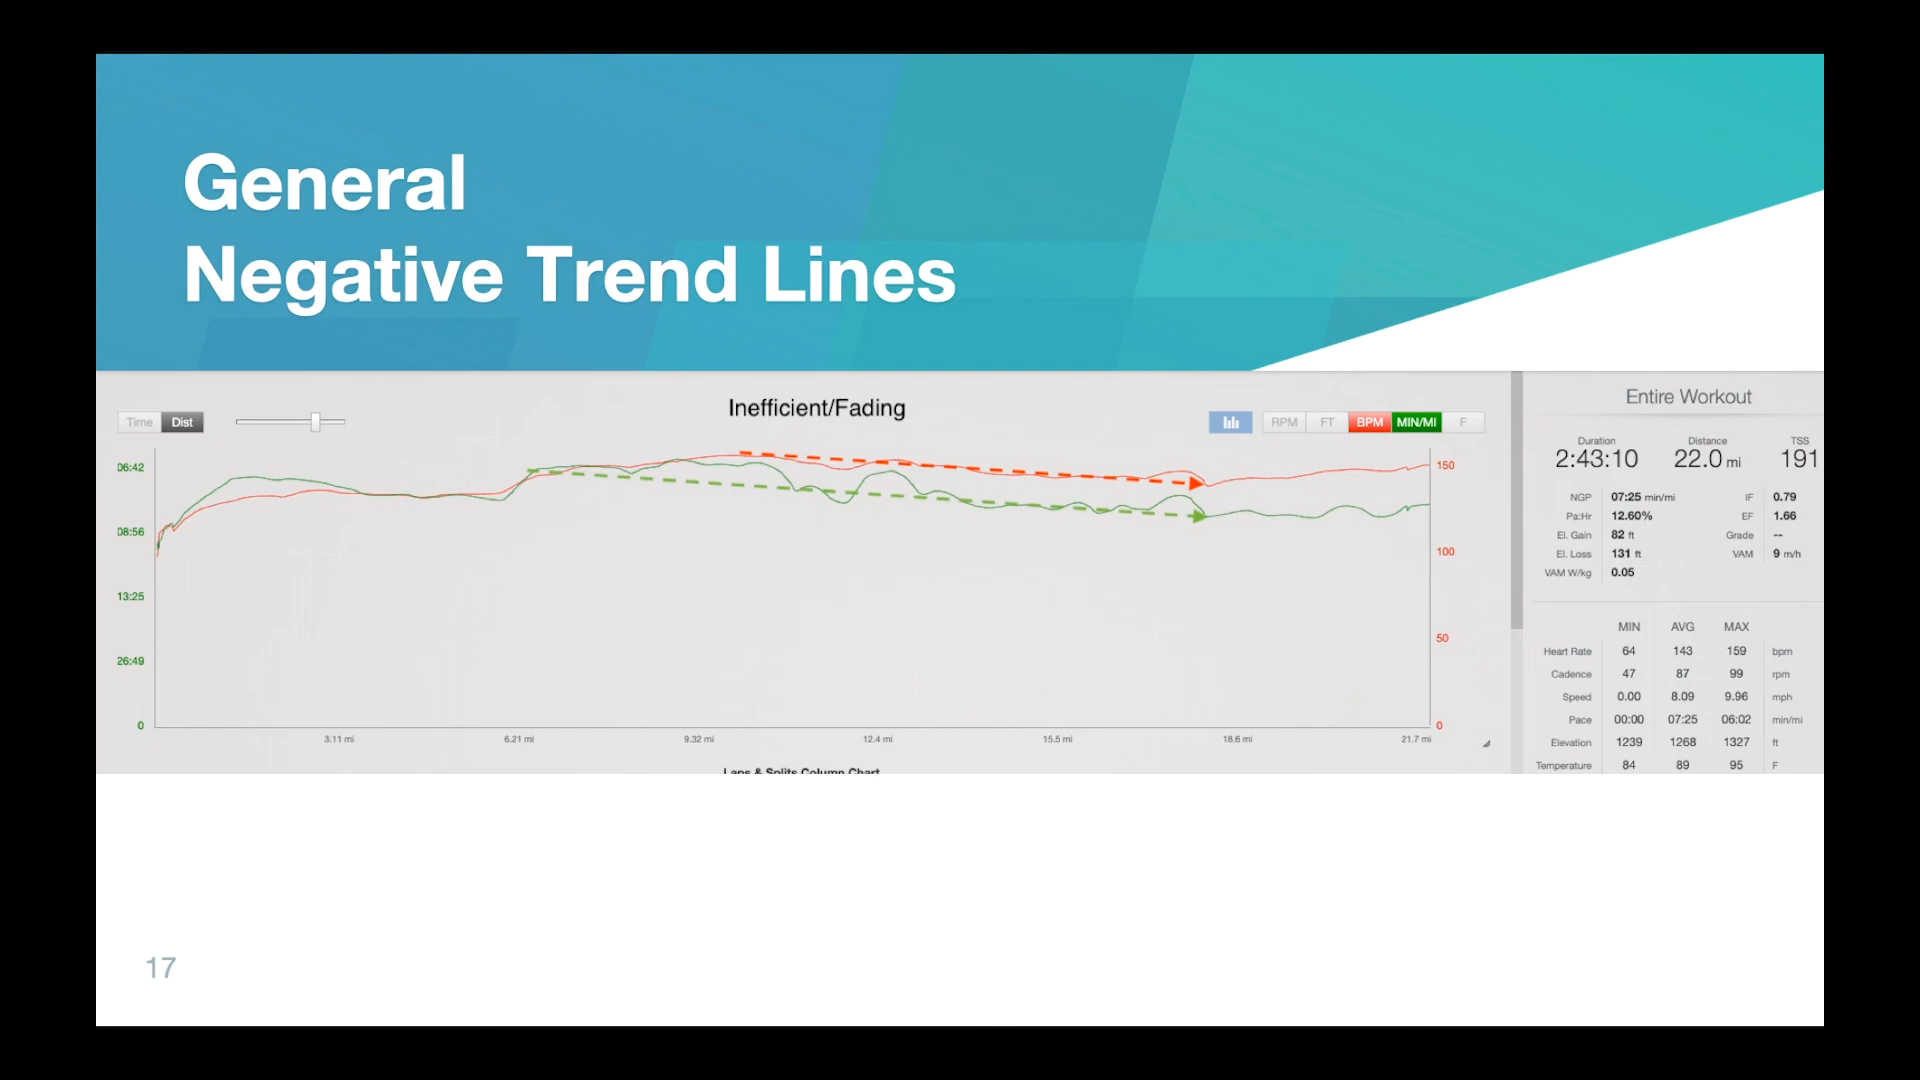 General
Negative Trend Lines
Inefficient/Fading
Time Dist
RPM FT BPM MIN/MI F
06:42
08:56
13:25
26:49
0
150
100
50
0
3.11 mi 6.21 mi 9.32 mi 12.4 mi 15.5 mi 18.6 mi 21.7 mi
Laps & Splits Column Chart
Entire Workout
Duration Distance TSS
2:43:10 22.0 mi 191
NGP 07:25 min/mi IF 0.79
Pa:Hr 12.60% EF 1.66
El. Gain 82 ft Grade --
El. Loss 131 ft VAM 9 m/h
VAM W/kg 0.05
MIN AVG MAX
Heart Rate 64 143 159 bpm
Cadence 47 87 99 rpm
Speed 0.00 8.09 9.96 mph
Pace 00:00 07:25 06:02 min/mi
Elevation 1239 1268 1327 ft
Temperature 84 89 95 F
17